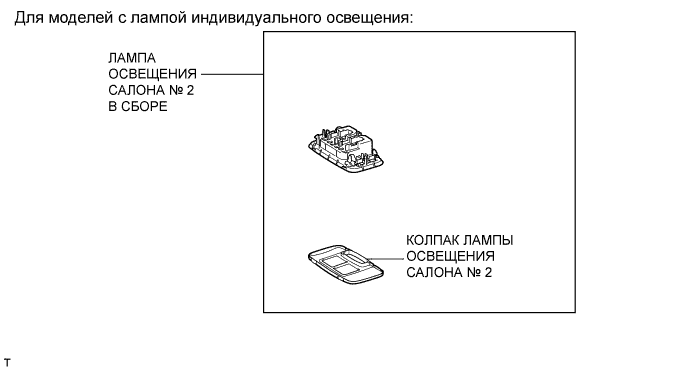 Для моделей с лампой индивидуального освещения:
ЛАМПА
ОСВЕЩЕНИЯ
САЛОНА № 2
В СБОРЕ
КОЛПАК ЛАМПЫ
ОСВЕЩЕНИЯ
САЛОНА № 2
T